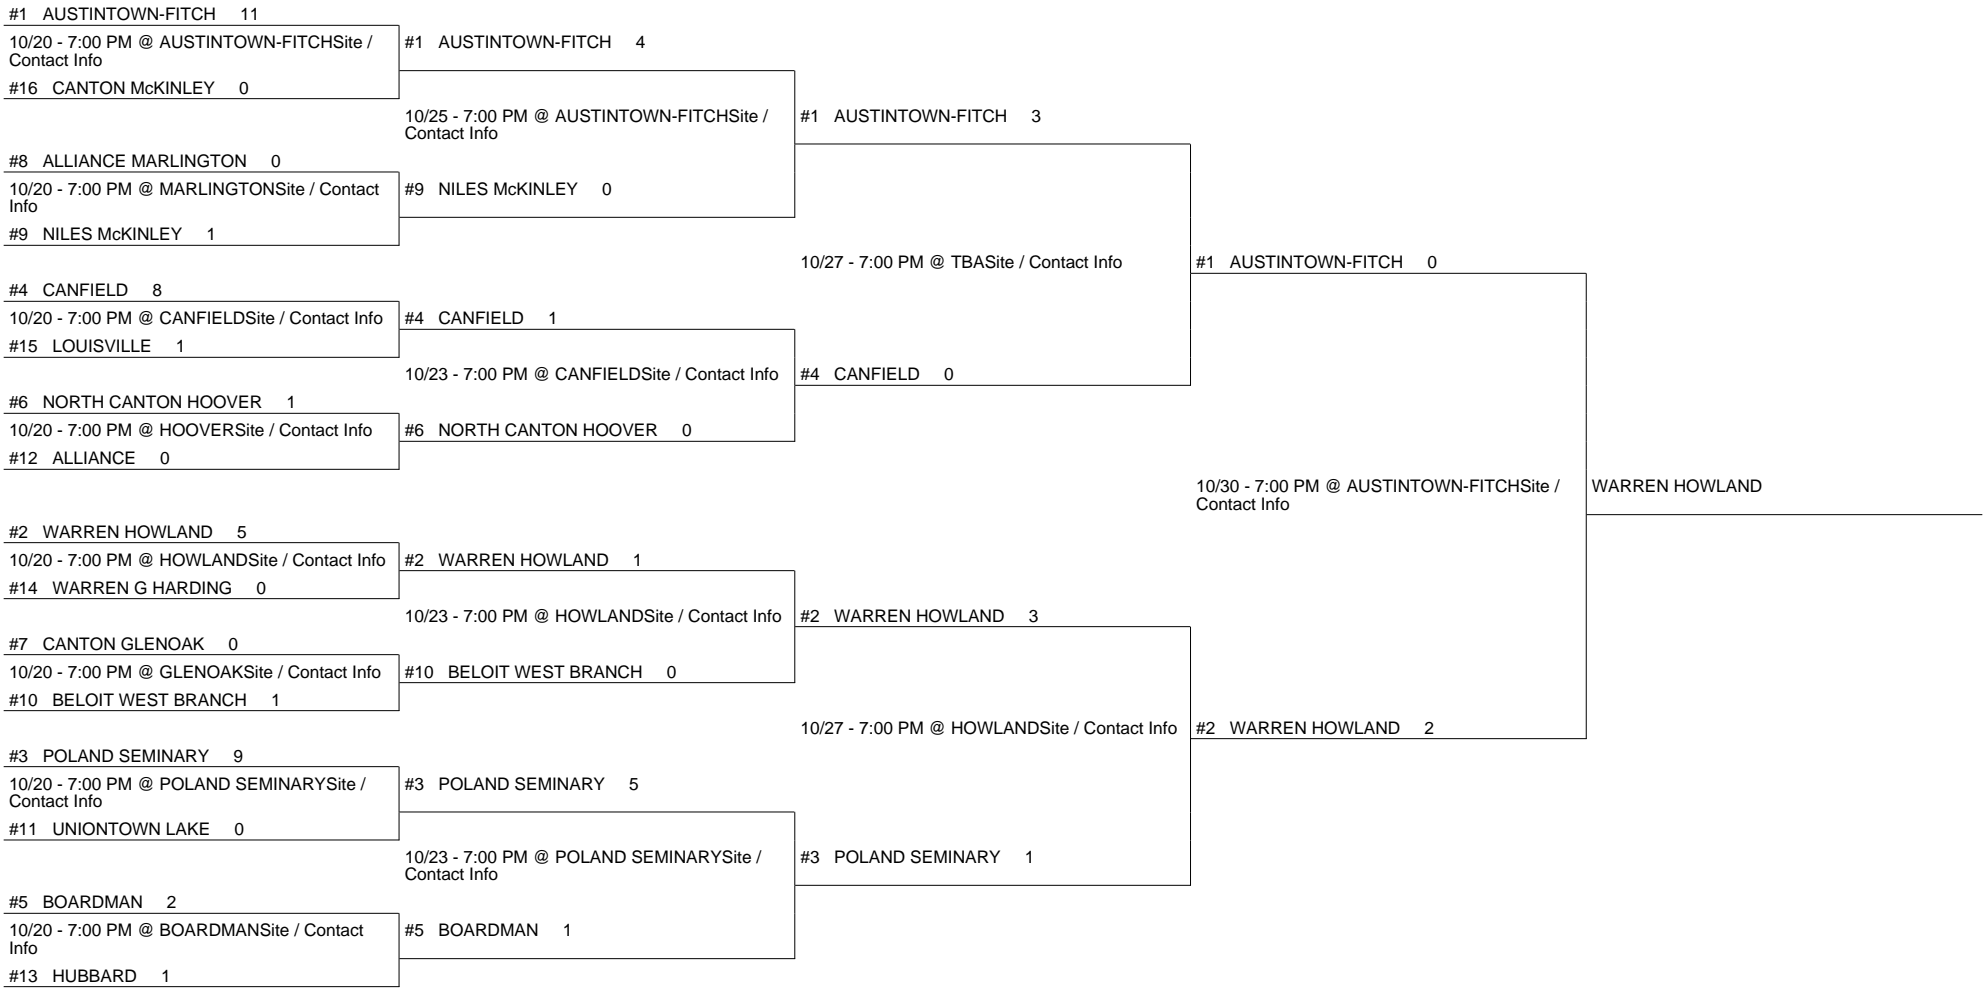 #1 AUSTINTOWN-FITCH 11
10/20 - 7:00 PM @ AUSTINTOWN-FITCHSite /
Contact Info
#16 CANTON McKINLEY 0
#8 ALLIANCE MARLINGTON 0
10/20 - 7:00 PM @ MARLINGTONSite / Contact
Info
#9 NILES McKINLEY 1
#4 CANFIELD 8
10/20 - 7:00 PM @ CANFIELDSite / Contact Info
#15 LOUISVILLE 1
#6 NORTH CANTON HOOVER 1
10/20 - 7:00 PM @ HOOVERSite / Contact Info
#12 ALLIANCE 0
#2 WARREN HOWLAND 5
10/20 - 7:00 PM @ HOWLANDSite / Contact Info
#14 WARREN G HARDING 0
#7 CANTON GLENOAK 0
10/20 - 7:00 PM @ GLENOAKSite / Contact Info
#10 BELOIT WEST BRANCH 1
#3 POLAND SEMINARY 9
10/20 - 7:00 PM @ POLAND SEMINARYSite /
Contact Info
#11 UNIONTOWN LAKE 0
#5 BOARDMAN 2
10/20 - 7:00 PM @ BOARDMANSite / Contact
Info
#13 HUBBARD 1
#1 AUSTINTOWN-FITCH 4
10/25 - 7:00 PM @ AUSTINTOWN-FITCHSite /
Contact Info
#9 NILES McKINLEY 0
#4 CANFIELD 1
10/23 - 7:00 PM @ CANFIELDSite / Contact Info
#6 NORTH CANTON HOOVER 0
#2 WARREN HOWLAND 1
10/23 - 7:00 PM @ HOWLANDSite / Contact Info
#10 BELOIT WEST BRANCH 0
#3 POLAND SEMINARY 5
10/23 - 7:00 PM @ POLAND SEMINARYSite /
Contact Info
#5 BOARDMAN 1
#1 AUSTINTOWN-FITCH 3
10/27 - 7:00 PM @ TBASite / Contact Info
#4 CANFIELD 0
#2 WARREN HOWLAND 3
10/27 - 7:00 PM @ HOWLANDSite / Contact Info
#3 POLAND SEMINARY 1
#1 AUSTINTOWN-FITCH 0
10/30 - 7:00 PM @ AUSTINTOWN-FITCHSite /
Contact Info
#2 WARREN HOWLAND 2
WARREN HOWLAND